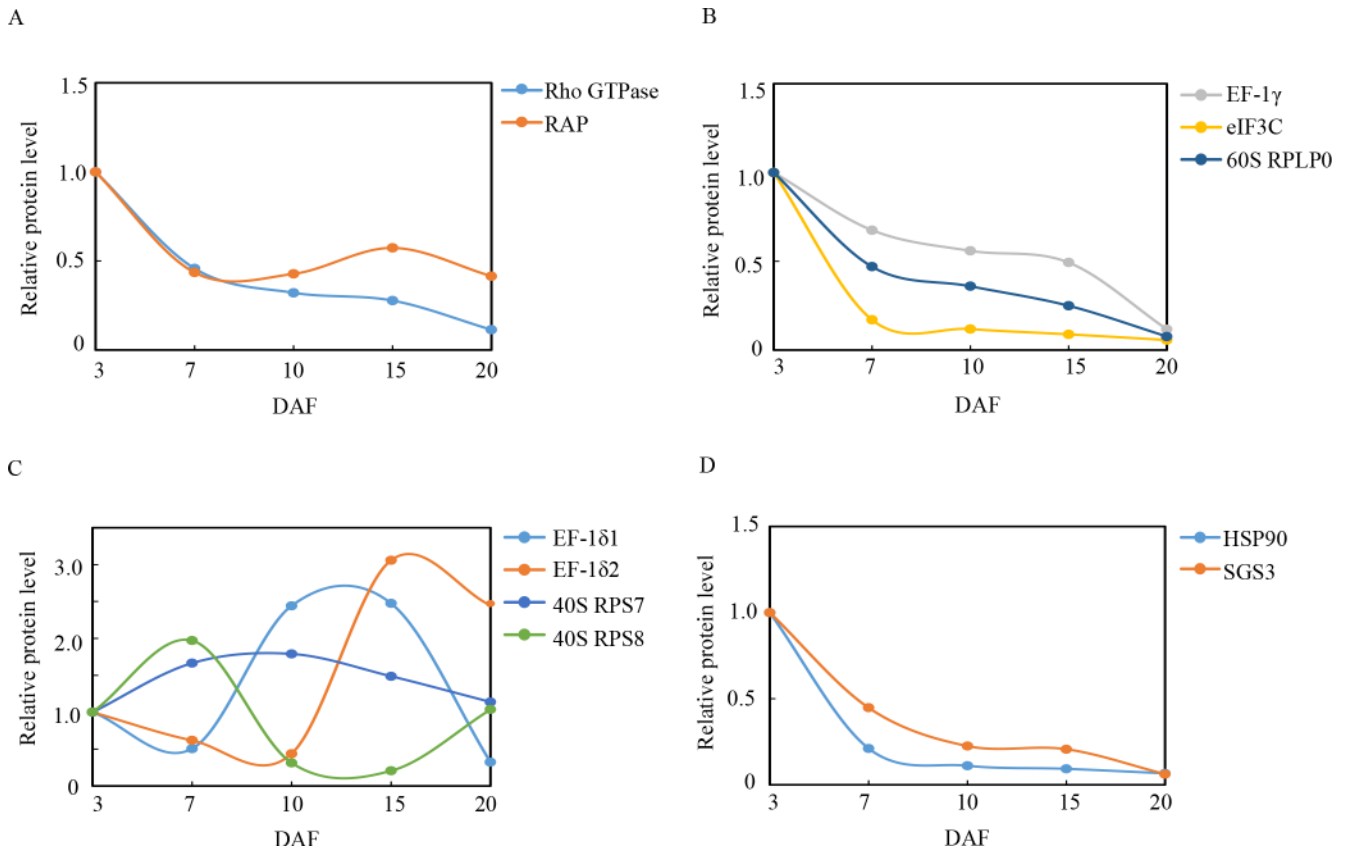 A
Relative protein level
1.5
1.0
0.5
0
3 7 10 15 20
DAF
Rho GTPase
RAP
B
Relative protein level
1.5
1.0
0.5
0
3 7 10 15 20
DAF
EF-1γ
eIF3C
60S RPLP0
C
Relative protein level
3.0
2.0
1.0
0
3 7 10 15 20
DAF
EF-1δ1
EF-1δ2
40S RPS7
40S RPS8
D
Relative protein level
1.5
1.0
0.5
0
3 7 10 15 20
DAF
HSP90
SGS3